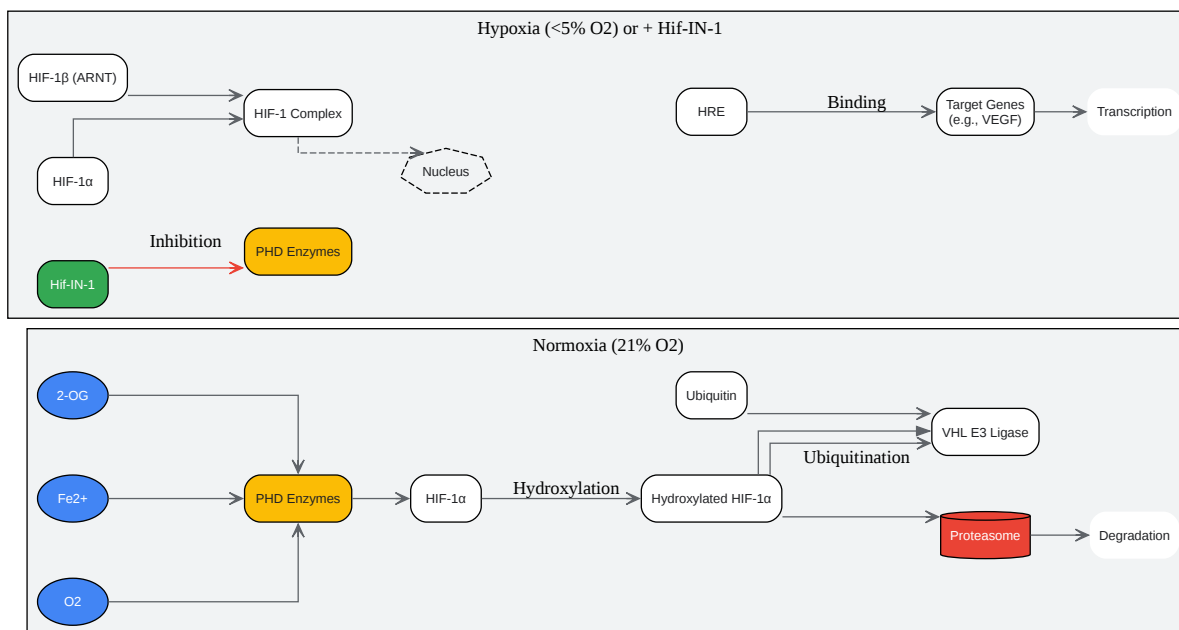 Hypoxia (<5% O2) or + Hif-IN-1
HIF-1β (ARNT)
HIF-1 Complex
HRE
Binding
Target Genes
(e.g., VEGF)
Transcription
HIF-1α
Nucleus
Inhibition
PHD Enzymes
Hif-IN-1
Normoxia (21% O2)
2-OG
Ubiquitin
VHL E3 Ligase
Ubiquitination
Fe2+
PHD Enzymes
HIF-1α
Hydroxylation
Hydroxylated HIF-1α
Proteasome
Degradation
O2